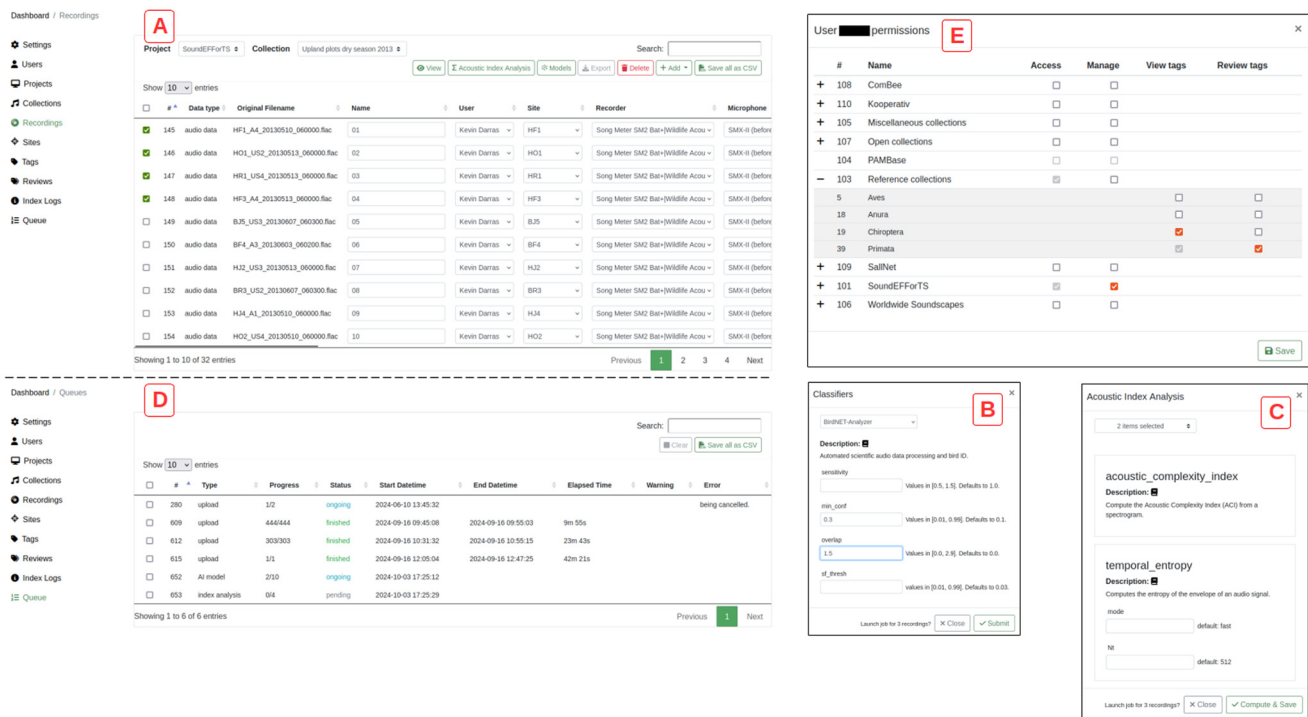 Dashboard / Recordings
Settings
Users
Projects
Collections
Recordings
Sites
Tags
Reviews
Index Logs
Queue
A
Project SoundEFForTS Collection Upland plots dry season 2013 Search:
View Σ Acoustic Index Analysis Models Export Delete + Add Save all as CSV
Show 10 entries
# Data type Original Filename Name User Site Recorder Microphone
145 audio data HF1_A4_20130510_060000.flac 01 Kevin Darras HF1 Song Meter SM2 Bat+|Wildlife Acou SMX-II (before
146 audio data HO1_US2_20130513_060000.flac 02 Kevin Darras HO1 Song Meter SM2 Bat+|Wildlife Acou SMX-II (before
147 audio data HR1_US4_20130513_060000.flac 03 Kevin Darras HR1 Song Meter SM2 Bat+|Wildlife Acou SMX-II (before
148 audio data HF3_A4_20130513_060000.flac 04 Kevin Darras HF3 Song Meter SM2 Bat+|Wildlife Acou SMX-II (before
149 audio data BJ5_US3_20130607_060300.flac 05 Kevin Darras BJ5 Song Meter SM2 Bat+|Wildlife Acou SMX-II (before
150 audio data BF4_A3_20130603_060200.flac 06 Kevin Darras BF4 Song Meter SM2 Bat+|Wildlife Acou SMX-II (before
151 audio data HJ2_US3_20130513_060000.flac 07 Kevin Darras HJ2 Song Meter SM2 Bat+|Wildlife Acou SMX-II (before
152 audio data BR3_US2_20130607_060300.flac 08 Kevin Darras BR3 Song Meter SM2 Bat+|Wildlife Acou SMX-II (before
153 audio data HJ4_A1_20130510_060000.flac 09 Kevin Darras HJ4 Song Meter SM2 Bat+|Wildlife Acou SMX-II (before
154 audio data HO2_US4_20130510_060000.flac 10 Kevin Darras HO2 Song Meter SM2 Bat+|Wildlife Acou SMX-II (before
Showing 1 to 10 of 32 entries Previous 1 2 3 4 Next
User permissions
E
# Name Access Manage View tags Review tags
+ 108 ComBee
+ 110 Kooperativ
+ 105 Miscellaneous collections
+ 107 Open collections
104 PAMBase
− 103 Reference collections
5 Aves
18 Anura
19 Chiroptera
39 Primata
+ 109 SallNet
+ 101 SoundEFForTS
+ 106 Worldwide Soundscapes
Save
Dashboard / Queues
Settings
Users
Projects
Collections
Recordings
Sites
Tags
Reviews
Index Logs
Queue
D
Search:
Clear Save all as CSV
Show 10 entries
# Type Progress Status Start Datetime End Datetime Elapsed Time Warning Error
280 upload 1/2 ongoing 2024-06-10 13:45:32 being cancelled.
609 upload 444/444 finished 2024-09-16 09:45:08 2024-09-16 09:55:03 9m 55s
612 upload 303/303 finished 2024-09-16 10:31:32 2024-09-16 10:55:15 23m 43s
615 upload 1/1 finished 2024-09-16 12:05:04 2024-09-16 12:47:25 42m 21s
652 AI model 2/10 ongoing 2024-10-03 17:25:12
653 index analysis 0/4 pending 2024-10-03 17:25:29
Showing 1 to 6 of 6 entries Previous 1 Next
Classifiers
B
BirdNET-Analyzer
Description:
Automated scientific audio data processing and bird ID.
sensitivity
Values in [0.5, 1.5]. Defaults to 1.0.
min_conf
0.3 Values in [0.01, 0.99]. Defaults to 0.1.
overlap
1.5 Values in [0.0, 2.9]. Defaults to 0.0.
sf_thresh
values in [0.01, 0.99]. Defaults to 0.03.
Launch job for 3 recordings? Close Submit
Acoustic Index Analysis
C
2 items selected
acoustic_complexity_index
Description:
Compute the Acoustic Complexity Index (ACI) from a
spectrogram.
temporal_entropy
Description:
Computes the entropy of the envelope of an audio signal.
mode
default: fast
Nt
default: 512
Launch job for 3 recordings? Close Compute & Save